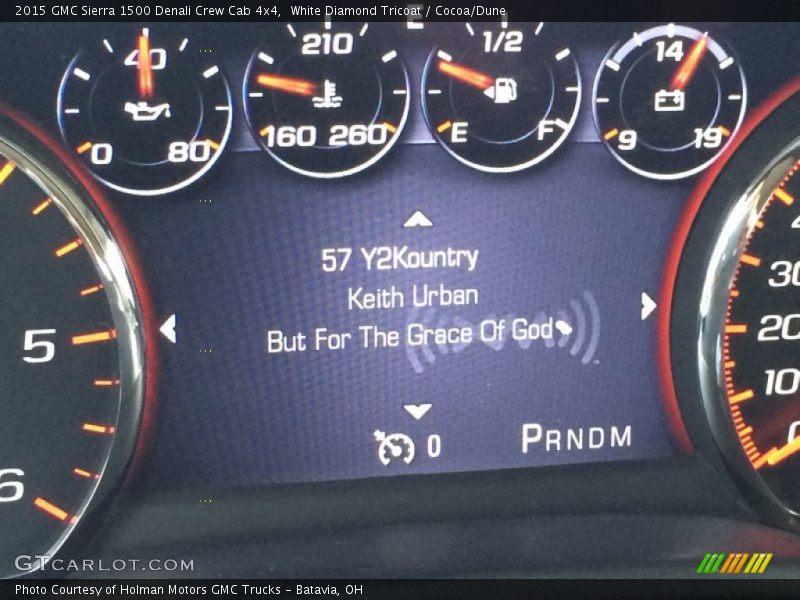 2015 GMC Sierra 1500 Denali Crew Cab 4x4,  White Diamond Tricoat / Cocoa/Dune
40
0 80
210
160 260
1/2
E F
14
9 19
57 Y2Kountry
Keith Urban
But For The Grace Of God
0
PRNDM
5
6
30
20
10
GTCARLOT.COM
Photo Courtesy of Holman Motors GMC Trucks – Batavia, OH